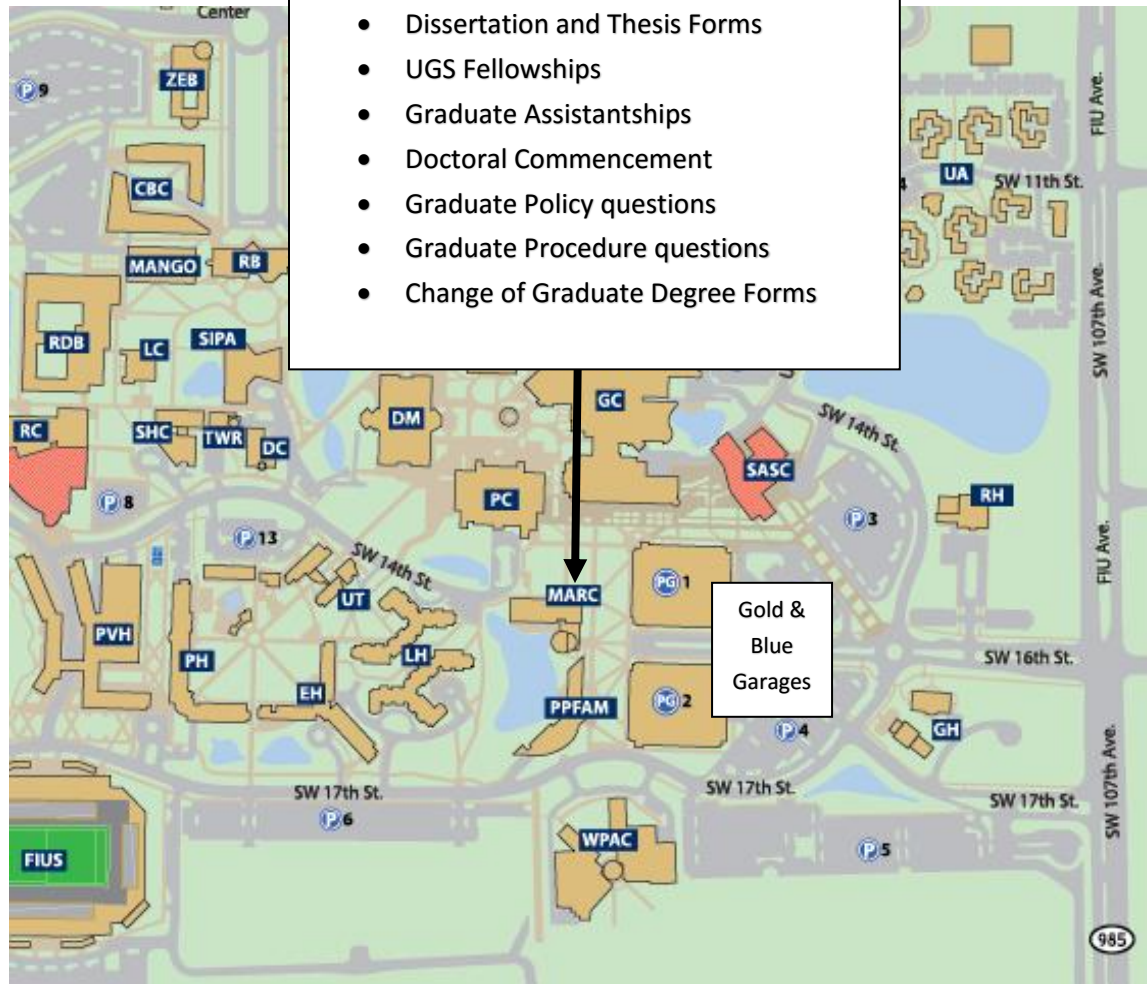 Center
• Dissertation and Thesis Forms
• UGS Fellowships
• Graduate Assistantships
• Doctoral Commencement
• Graduate Policy questions
• Graduate Procedure questions
• Change of Graduate Degree Forms
ZEB
P 9
CBC
MANGO
RB
RDB
LC
SIPA
UA
SW 11th St.
FIU Ave.
SW 107th Ave.
RC
SHC
TWR
DC
DM
GC
SW 14th St.
SASC
P 8
PC
P 3
RH
P 13
SW 14th St.
FIU Ave.
MARC
PG 1
UT
PVH
PH
LH
EH
Gold &
Blue
Garages
SW 16th St.
PPFAM
PG 2
P 4
GH
SW 17th St.
SW 17th St.
SW 17th St.
SW 107th Ave.
P 6
WPAC
P 5
FIUS
985